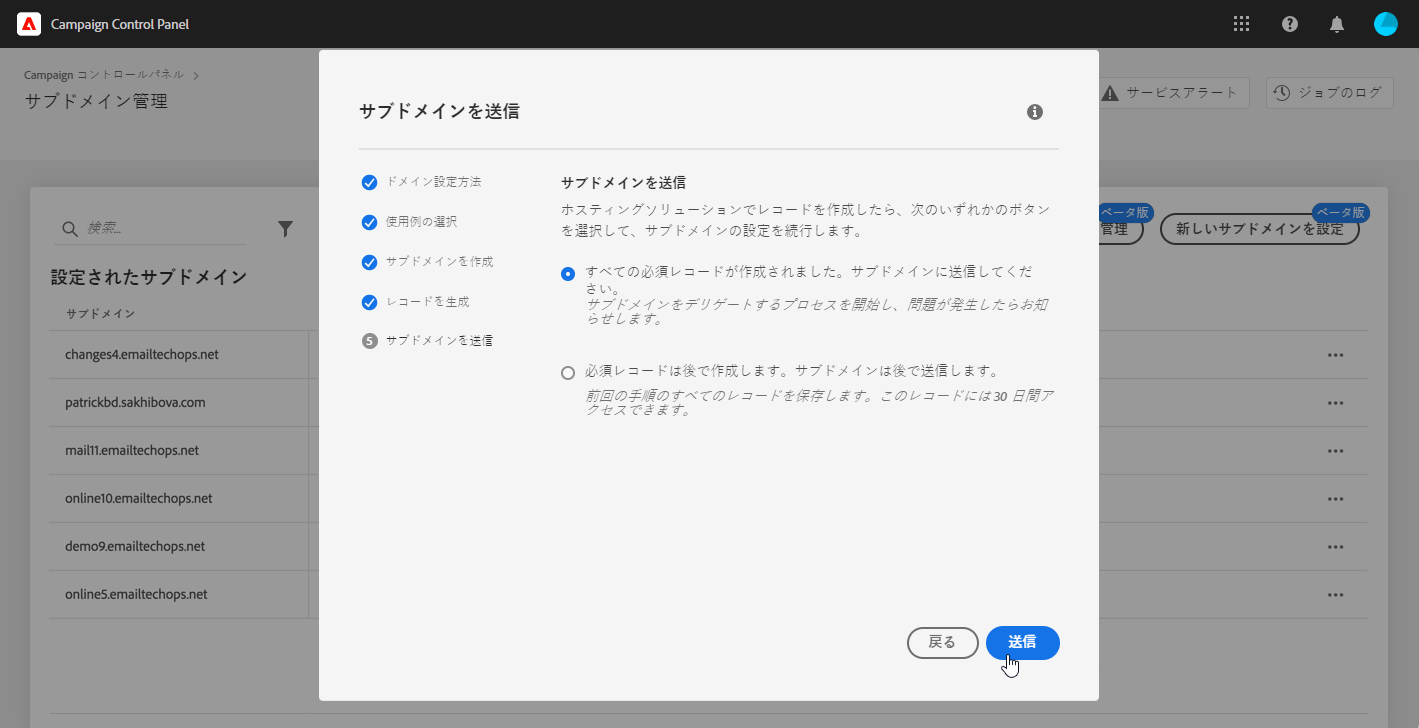 Campaign Control Panel
Campaign コントロールパネル
サブドメイン管理
サービスアラート
ジョブのログ
検索...
ベータ版
管理
ベータ版
新しいサブドメインを設定
設定されたサブドメイン
サブドメイン
changes4.emailtechops.net
patrickbd.sakhibova.com
mail11.emailtechops.net
online10.emailtechops.net
demo9.emailtechops.net
online5.emailtechops.net
サブドメインを送信
ドメイン設定方法
使用例の選択
サブドメインを作成
レコードを生成
5 サブドメインを送信
サブドメインを送信
ホスティングソリューションでレコードを作成したら、次のいずれかのボタン
を選択して、サブドメインの設定を続行します。
すべての必須レコードが作成されました。サブドメインに送信してくだ
さい。
サブドメインをデリゲートするプロセスを開始し、問題が発生したらお知
らせします。
必須レコードは後で作成します。サブドメインは後で送信します。
前回の手順のすべてのレコードを保存します。このレコードには 30 日間ア
クセスできます。
戻る
送信